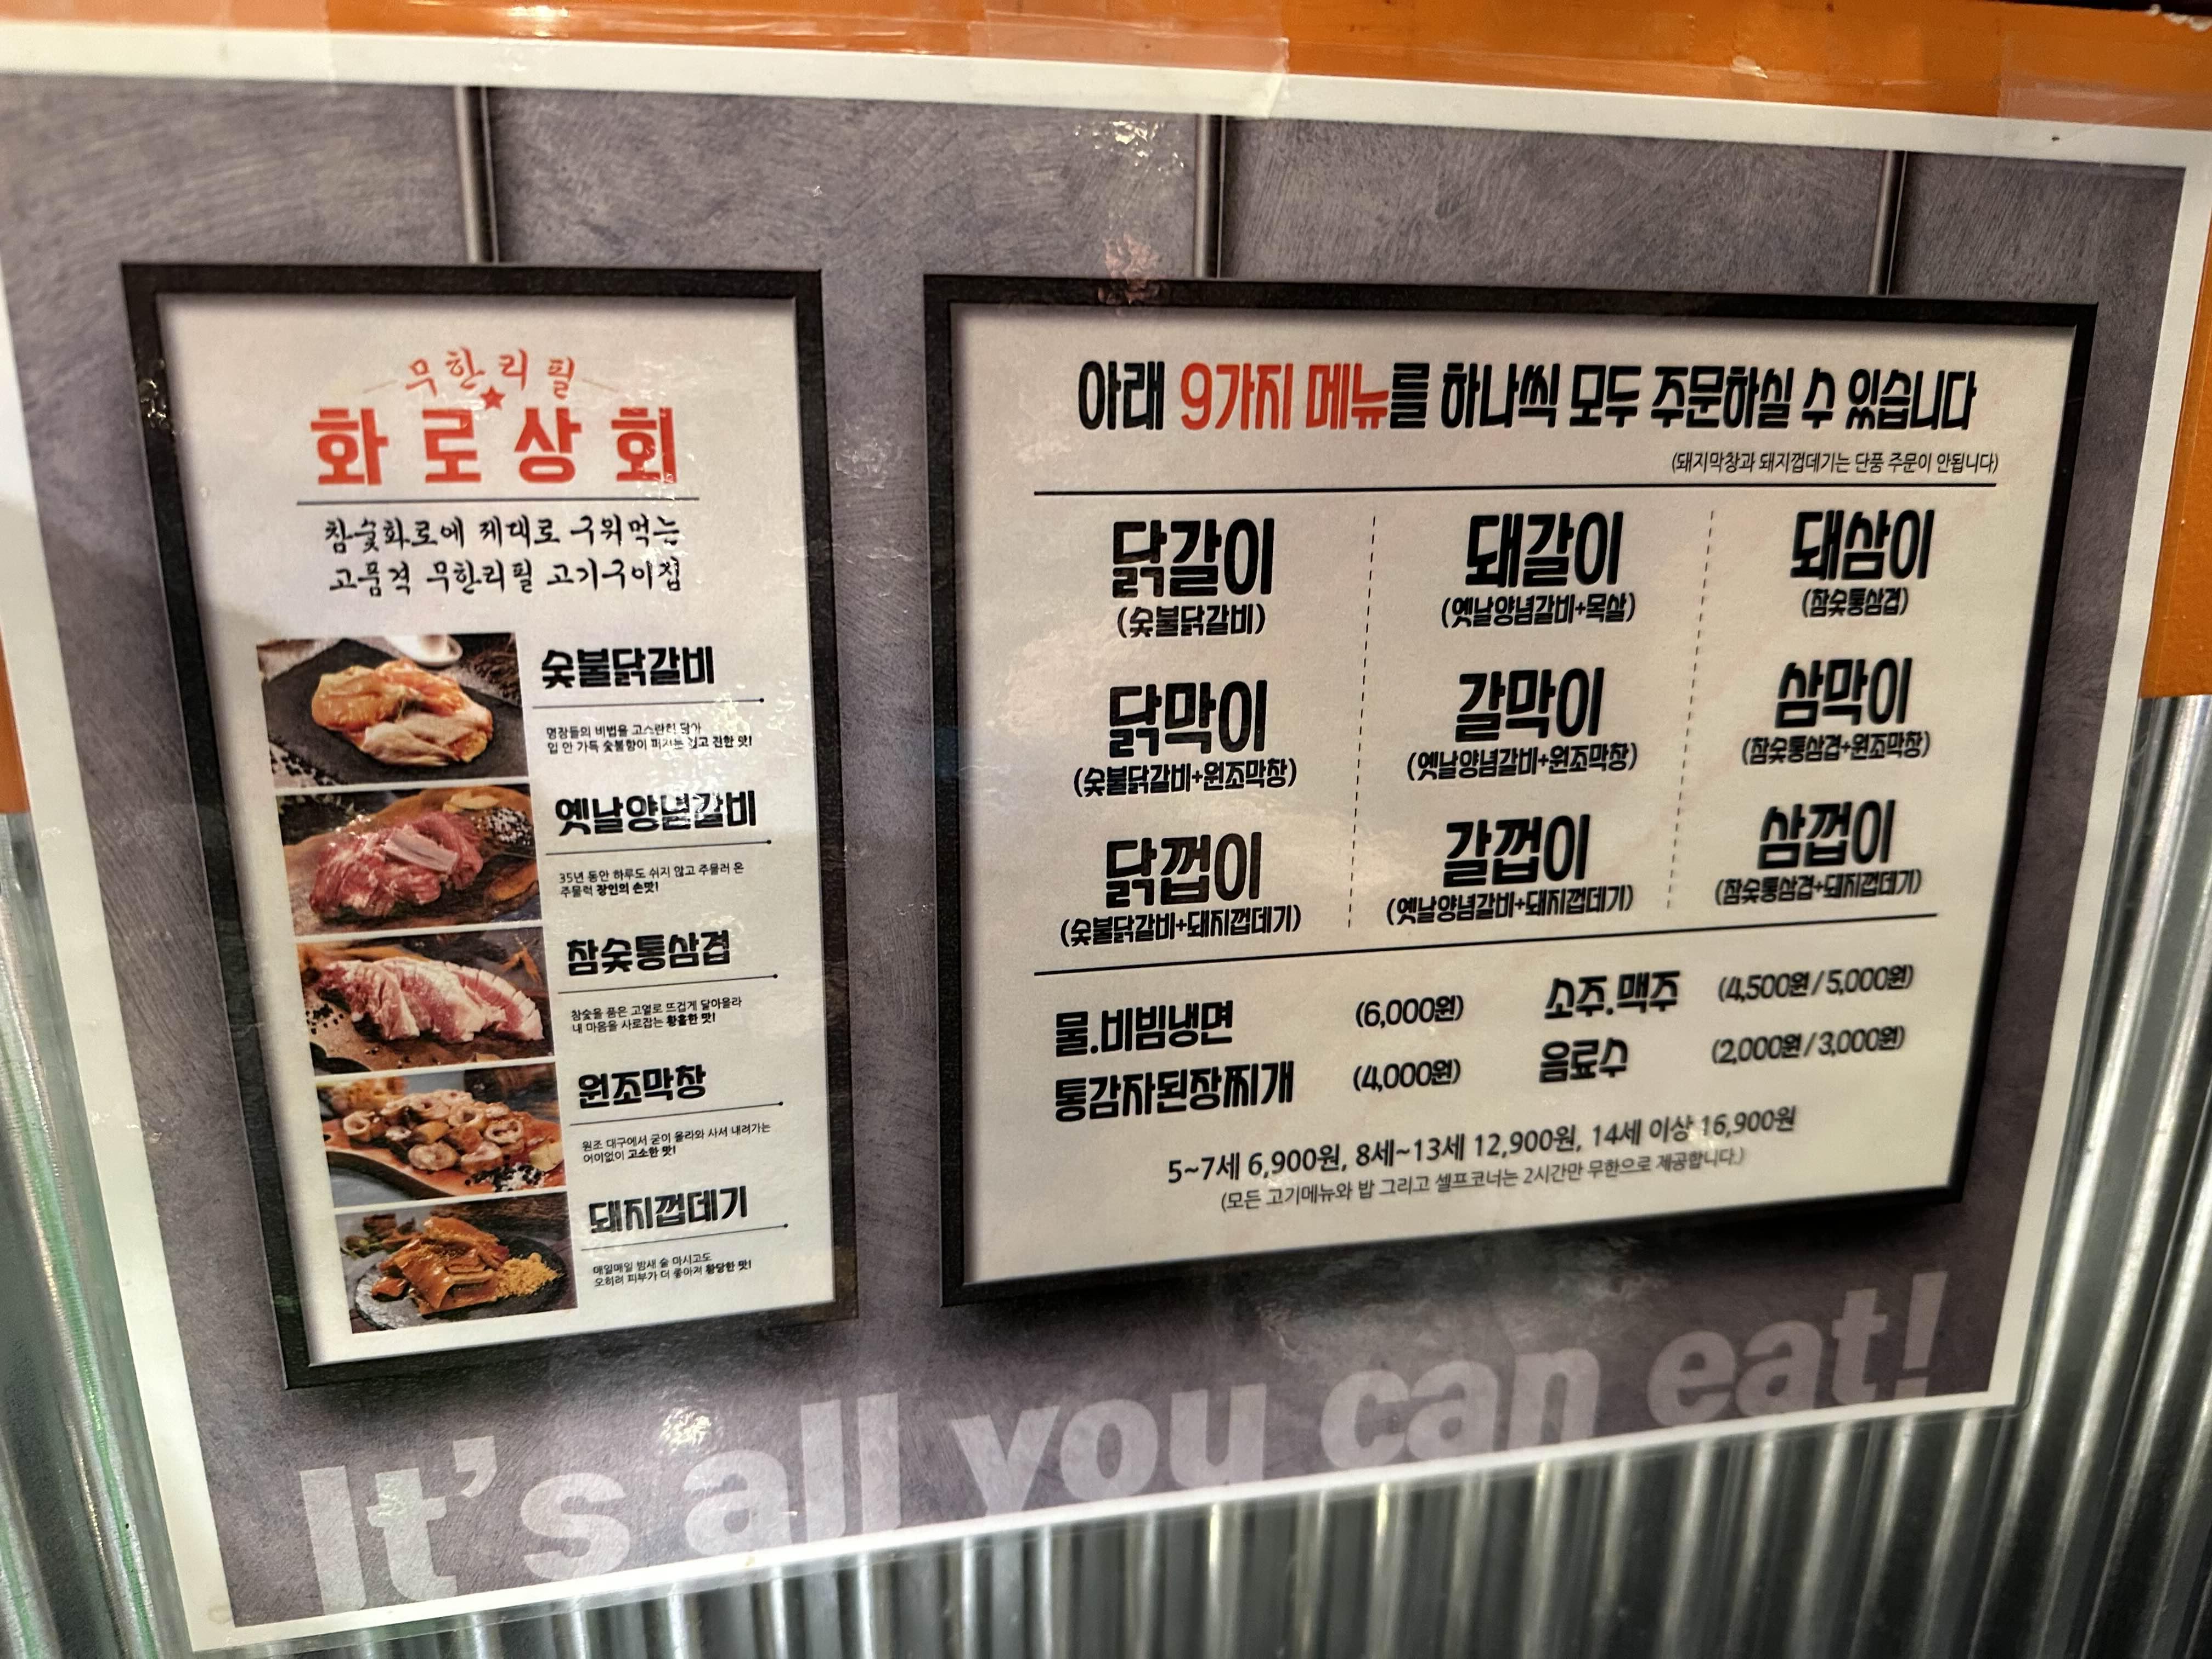 무한리필
화로상회
참숯화로에 제대로 구워먹는
고품격 무한리필 고기구이집
숯불닭갈비
명장들의 비법을 고스란히 담아
입 안 가득 숯불향이 퍼지는 깊고 진한 맛!
옛날양념갈비
35년 동안 하루도 쉬지 않고 주물러 온
주물럭 장인의 손맛!
참숯통삼겹
참숯을 품은 고열로 뜨겁게 달아올라
내 마음을 사로잡는 황홀한 맛!
원조막창
원조 대구에서 굳이 올라와 사서 내려가는
어이없이 고소한 맛!
돼지껍데기
매일매일 밤새 술 마시고도
오히려 피부가 더 좋아져 황당한 맛!
아래 9가지 메뉴를 하나씩 모두 주문하실 수 있습니다
(돼지막창과 돼지껍데기는 단품 주문이 안됩니다)
닭갈이 돼갈이 돼삼이
(숯불닭갈비) (옛날양념갈비+목살) (참숯통삼겹)
닭막이 갈막이 삼막이
(숯불닭갈비+원조막창) (옛날양념갈비+원조막창) (참숯통삼겹+원조막창)
닭껍이 갈껍이 삼껍이
(숯불닭갈비+돼지껍데기) (옛날양념갈비+돼지껍데기) (참숯통삼겹+돼지껍데기)
물.비빔냉면 (6,000원) 소주.맥주 (4,500원/5,000원)
통감자된장찌개 (4,000원) 음료수 (2,000원/3,000원)
5~7세 6,900원, 8세~13세 12,900원, 14세 이상 16,900원
(모든 고기메뉴와 밥 그리고 셀프코너는 2시간만 무한으로 제공합니다.)
It's all you can eat!